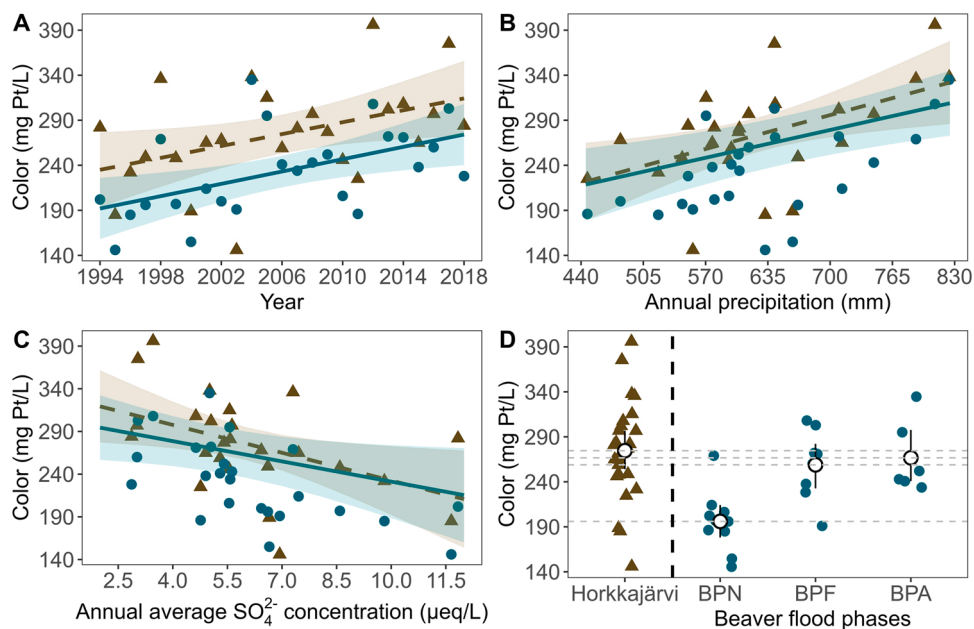 A
Color (mg Pt/L)
390
340
290
240
190
140
1994 1998 2002 2006 2010 2014 2018
Year
B
Color (mg Pt/L)
390
340
290
240
190
140
440 505 570 635 700 765 830
Annual precipitation (mm)
C
Color (mg Pt/L)
390
340
290
240
190
140
2.5 4.0 5.5 7.0 8.5 10.0 11.5
Annual average SO₄²⁻ concentration (µeq/L)
D
Color (mg Pt/L)
390
340
290
240
190
140
Horkkajärvi BPN BPF BPA
Beaver flood phases